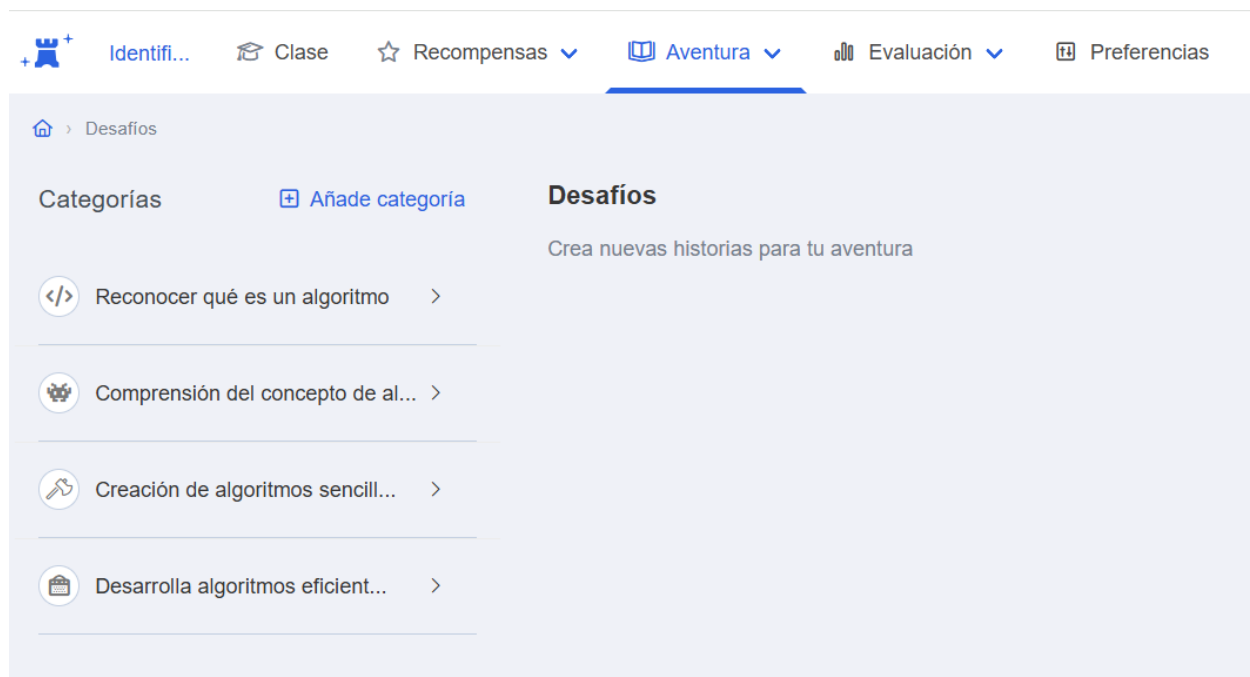 Identifi... Clase Recompensas Aventura Evaluación Preferencias
Desafíos
Categorías Añade categoría
Reconocer qué es un algoritmo
Comprensión del concepto de al...
Creación de algoritmos sencill...
Desarrolla algoritmos eficient...
Desafíos
Crea nuevas historias para tu aventura